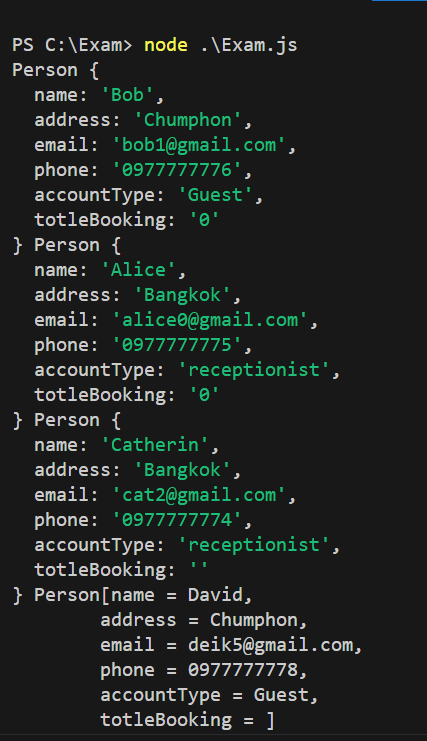 PS C:\Exam> node .\Exam.js
Person {
  name: 'Bob',
  address: 'Chumphon',
  email: 'bob1@gmail.com',
  phone: '0977777776',
  accountType: 'Guest',
  totleBooking: '0'
} Person {
  name: 'Alice',
  address: 'Bangkok',
  email: 'alice0@gmail.com',
  phone: '0977777775',
  accountType: 'receptionist',
  totleBooking: '0'
} Person {
  name: 'Catherin',
  address: 'Bangkok',
  email: 'cat2@gmail.com',
  phone: '0977777774',
  accountType: 'receptionist',
  totleBooking: ''
} Person[name = David,
        address = Chumphon,
        email = deik5@gmail.com,
        phone = 0977777778,
        accountType = Guest,
        totleBooking = ]